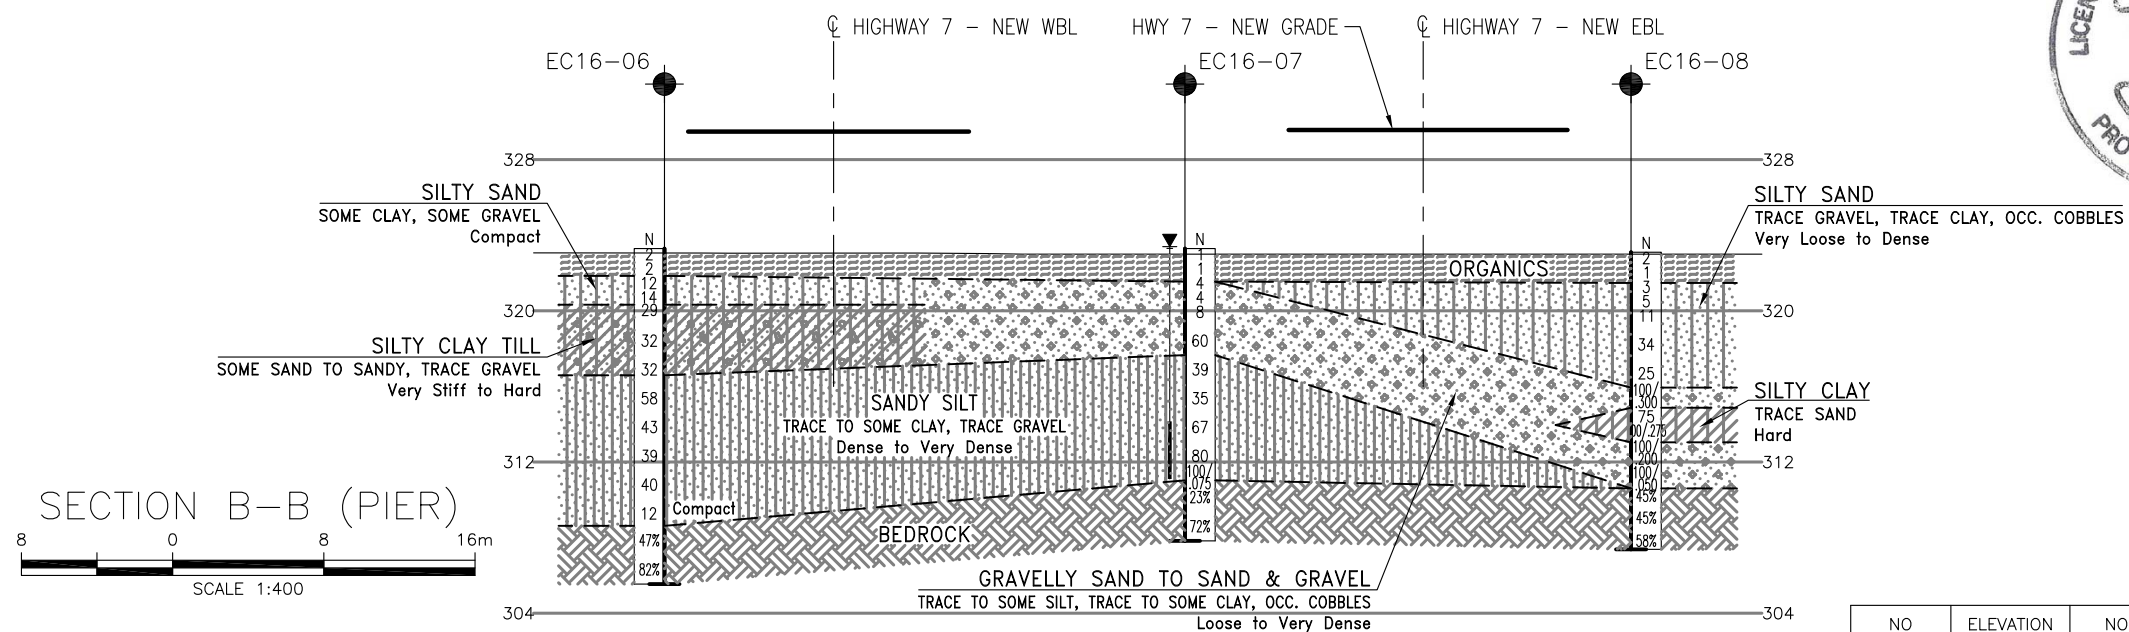 ℄ HIGHWAY 7 - NEW WBL
HWY 7 - NEW GRADE
℄ HIGHWAY 7 - NEW EBL
EC16-06
EC16-07
EC16-08
328
328
SILTY SAND
SOME CLAY, SOME GRAVEL
Compact
SILTY SAND
TRACE GRAVEL, TRACE CLAY, OCC. COBBLES
Very Loose to Dense
N
2
2
12
14
29
32
32
58
43
39
40
12
47%
82%
N
1
1
4
4
8
60
39
35
67
80
100/
.075
23%
72%
N
2
1
3
5
11
34
25
100/
.300
75
100/
.200
.050
45%
45%
58%
ORGANICS
320
320
SILTY CLAY TILL
SOME SAND TO SANDY, TRACE GRAVEL
Very Stiff to Hard
SANDY SILT
TRACE TO SOME CLAY, TRACE GRAVEL
Dense to Very Dense
SILTY CLAY
TRACE SAND
Hard
312
312
SECTION B-B (PIER)
8 0 8 16m
SCALE 1:400
Compact
BEDROCK
GRAVELLY SAND TO SAND & GRAVEL
TRACE TO SOME SILT, TRACE TO SOME CLAY, OCC. COBBLES
Loose to Very Dense
304
304
NO ELEVATION NO